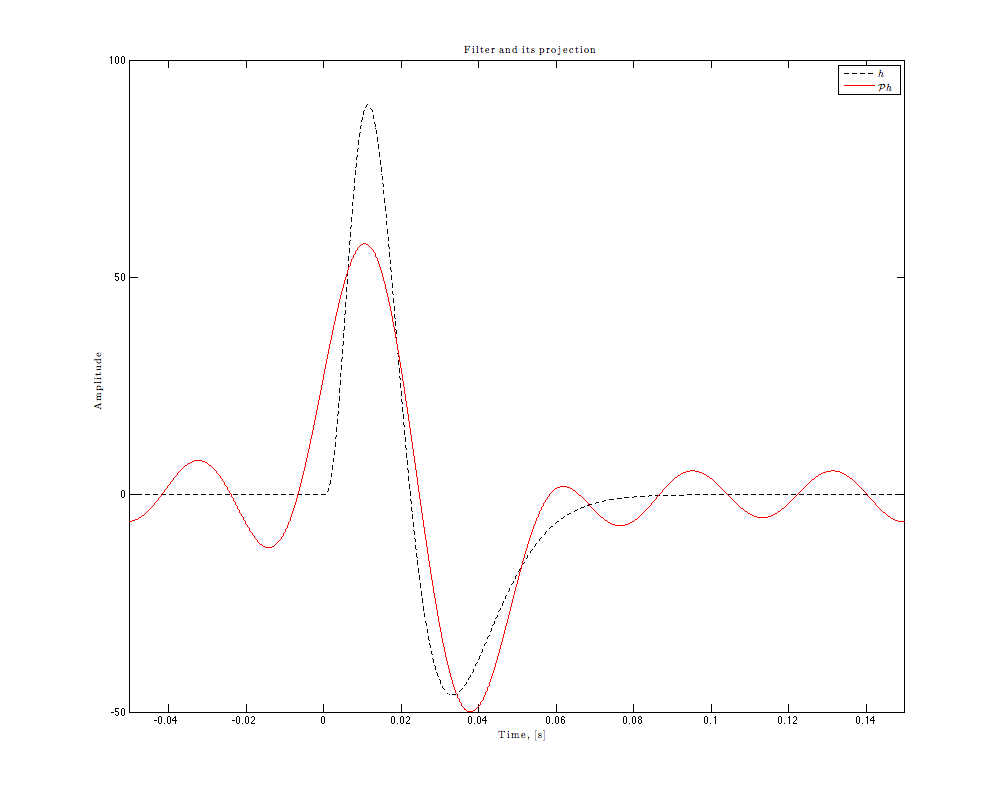 Filter and its projection
100
h
𝒫h
50
Amplitude
0
-50
-0.04 -0.02 0 0.02 0.04 0.06 0.08 0.1 0.12 0.14
Time, [s]